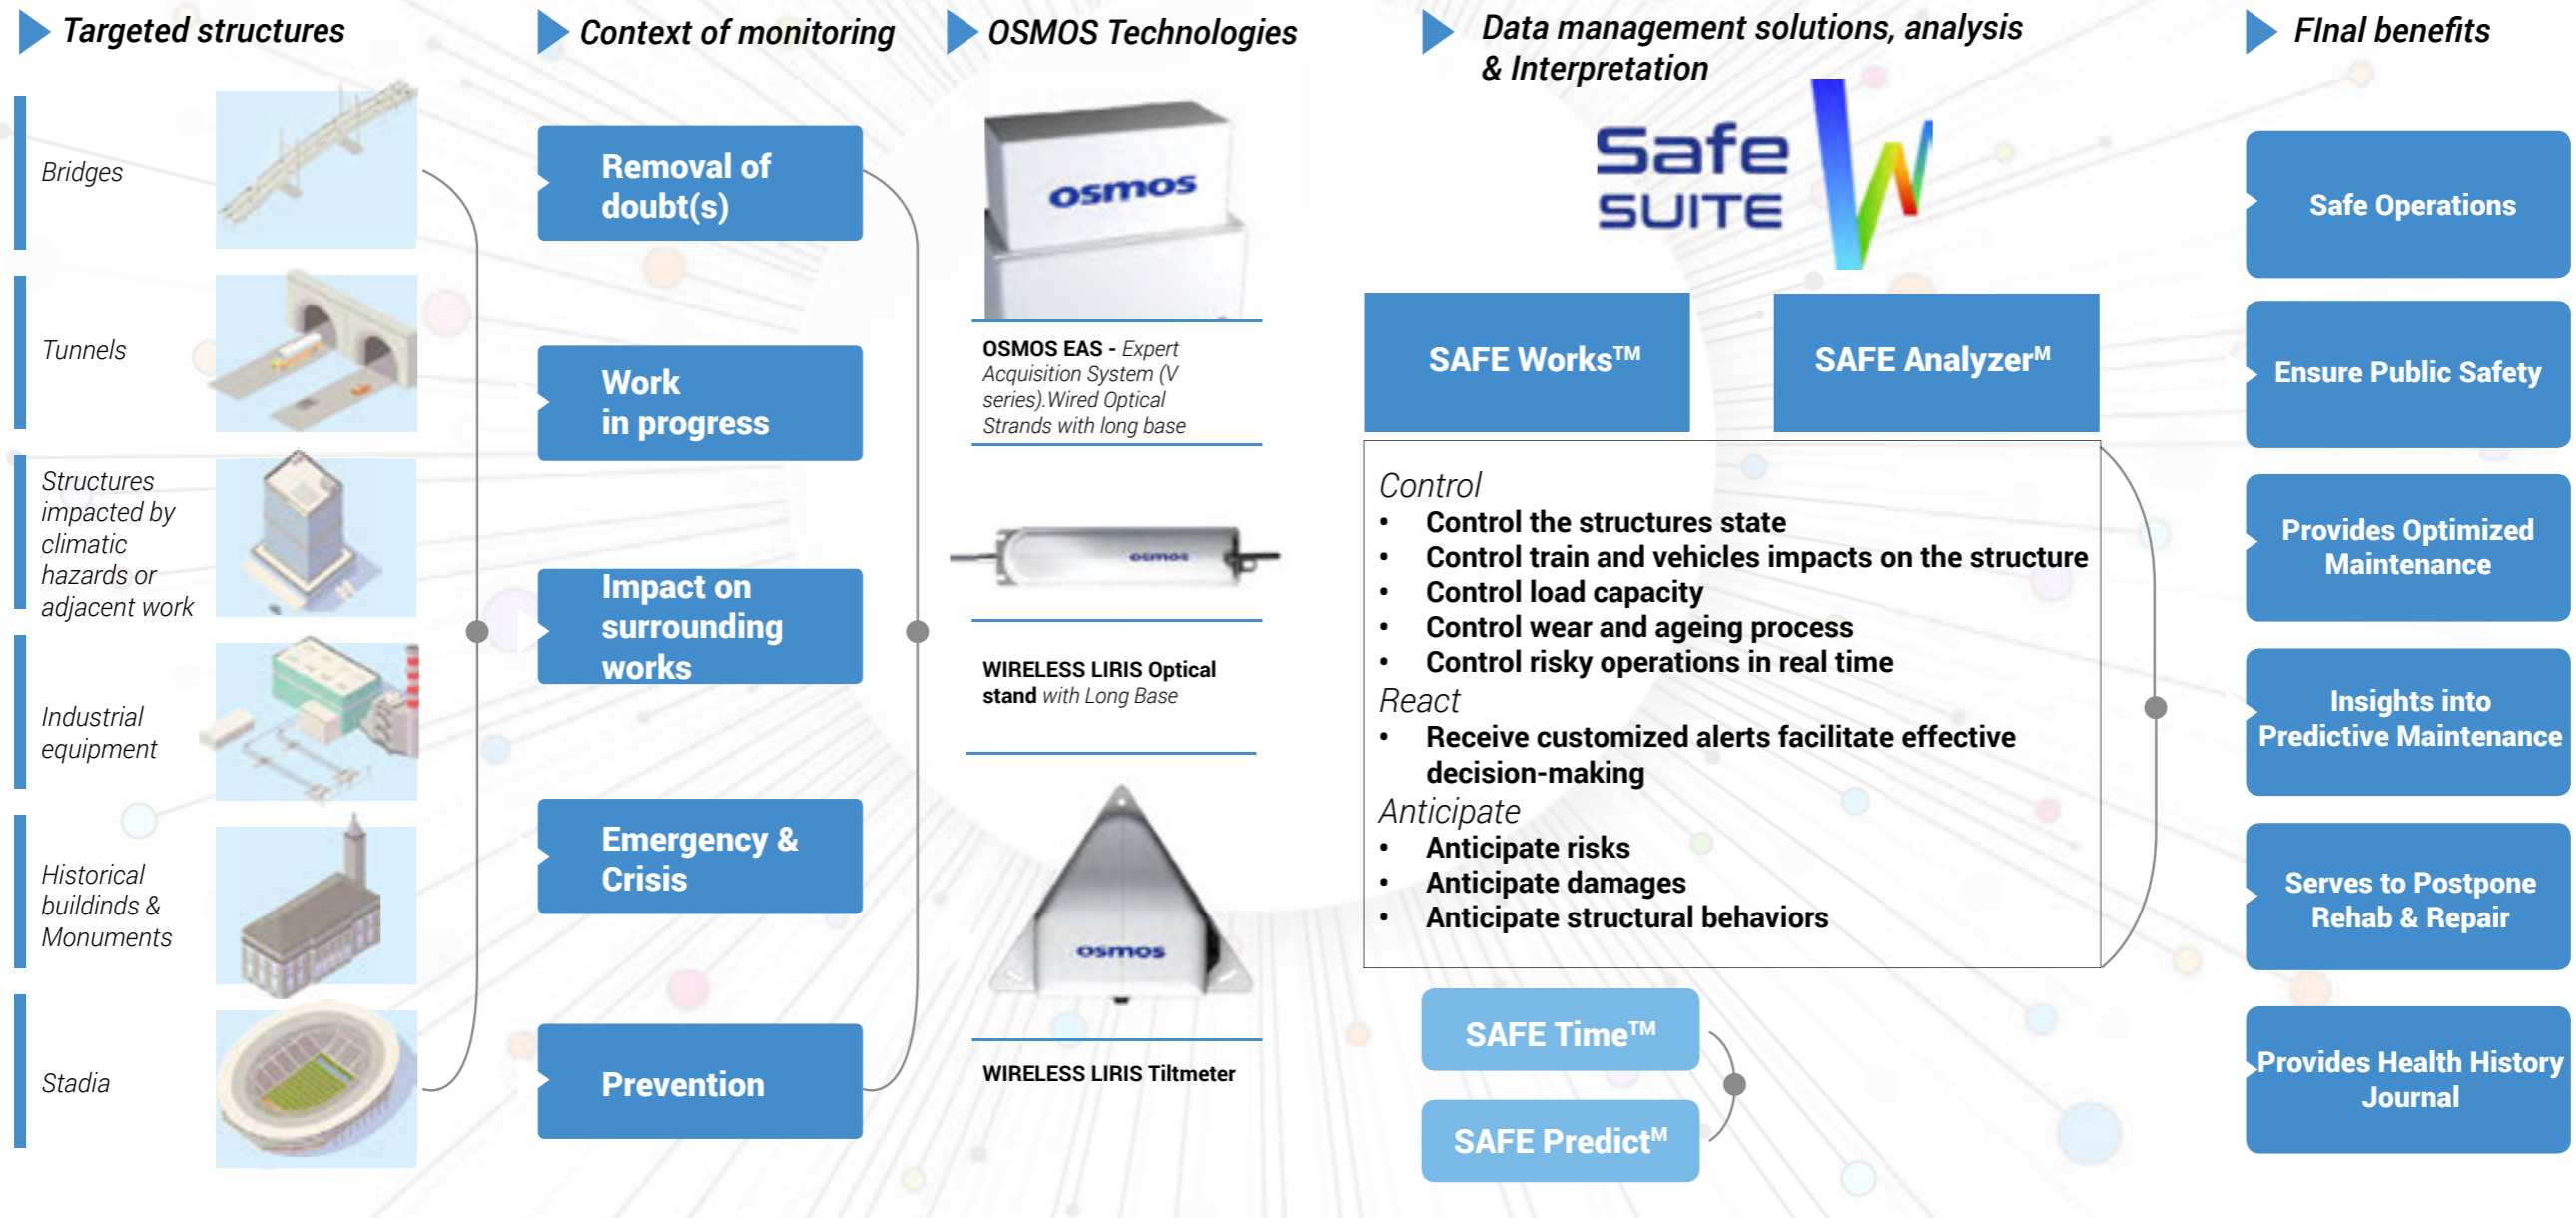 Targeted structures
Bridges
Tunnels
Structures
impacted by
climatic
hazards or
adjacent work
Industrial
equipment
Historical
buildinds &
Monuments
Stadia
Context of monitoring
Removal of
doubt(s)
Work
in progress
Impact on
surrounding
works
Emergency &
Crisis
Prevention
OSMOS Technologies
osmos
OSMOS EAS - Expert
Acquisition System (V
series).Wired Optical
Strands with long base
osmos
WIRELESS LIRIS Optical
stand with Long Base
osmos
WIRELESS LIRIS Tiltmeter
Data management solutions, analysis
& Interpretation
Safe
SUITE
SAFE Works™
SAFE Analyzerᴹ
Control
• Control the structures state
• Control train and vehicles impacts on the structure
• Control load capacity
• Control wear and ageing process
• Control risky operations in real time
React
• Receive customized alerts facilitate effective
decision-making
Anticipate
• Anticipate risks
• Anticipate damages
• Anticipate structural behaviors
SAFE Time™
SAFE Predictᴹ
FInal benefits
Safe Operations
Ensure Public Safety
Provides Optimized
Maintenance
Insights into
Predictive Maintenance
Serves to Postpone
Rehab & Repair
Provides Health History
Journal